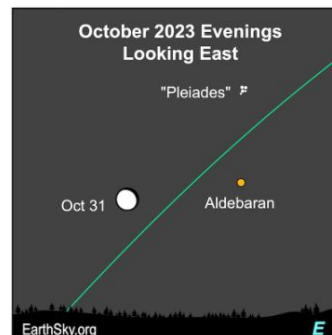 October 2023 Evenings
Looking East
"Pleiades"
Oct 31
Aldebaran
EarthSky.org
E